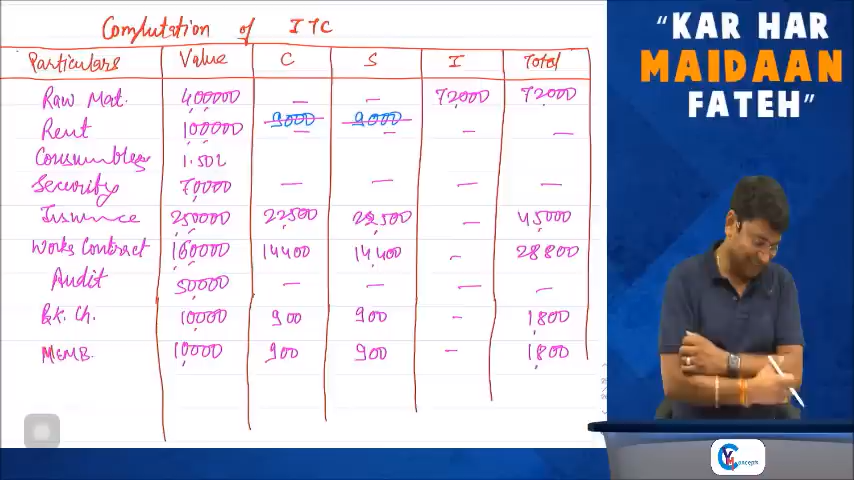 Computation of ITC
Particulars Value C S I Total
Raw Mat. 400000 — — 72000 72000
Rent 100000 9000 9000 — —
Consumbles 1.50L
Security 70000 — — — —
Insurnce 250000 22500 22500 — 45000
Works Contract 160000 14400 14400 - 28800
Audit 50000 — — — —
Bk. Ch. 10000 900 900 - 1800
MEMB. 10000 900 900 - 1800
"KAR HAR
MAIDAAN
FATEH"